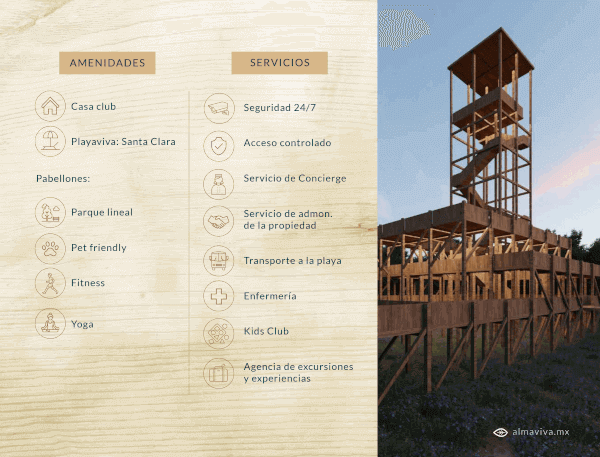 AMENIDADES
Casa club
Playaviva: Santa Clara
Pabellones:
Parque lineal
Pet friendly
Fitness
Yoga
SERVICIOS
Seguridad 24/7
Acceso controlado
Servicio de Concierge
Servicio de admon.
de la propiedad
Transporte a la playa
Enfermería
Kids Club
Agencia de excursiones
y experiencias
almaviva.mx